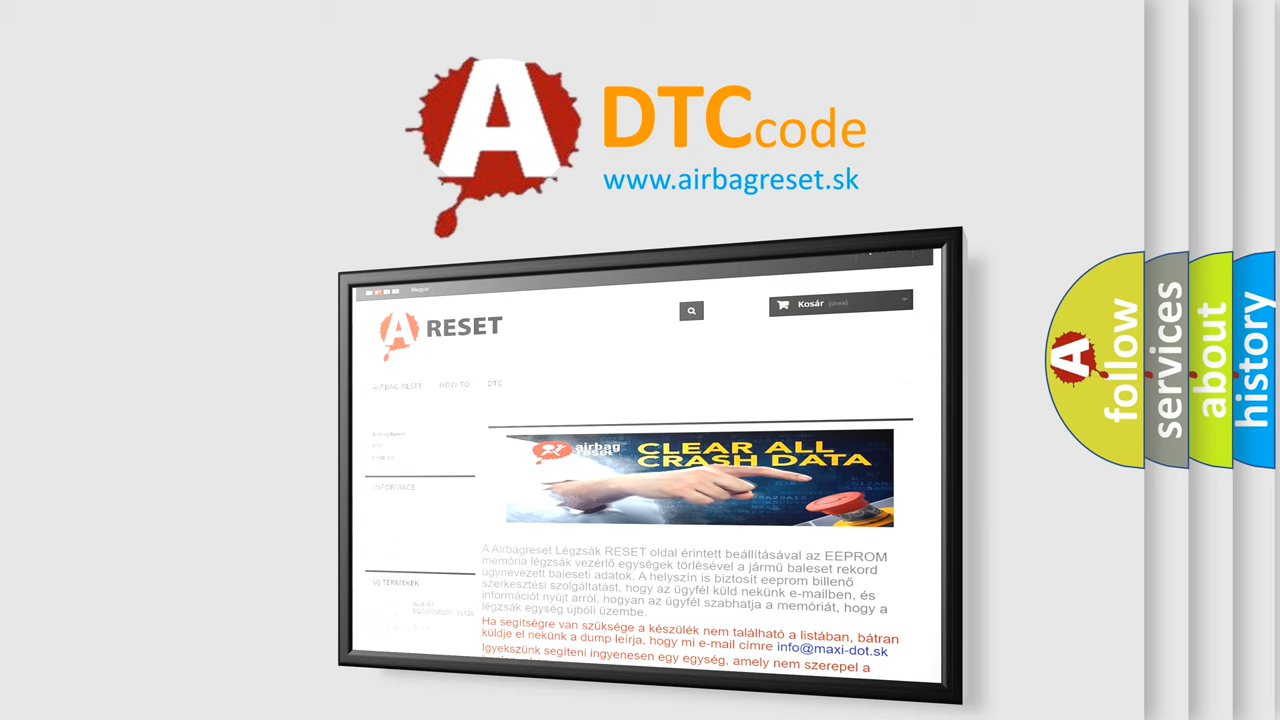 A DTCcode
www.airbagreset.sk
Magyar
Kosár (üres)
A RESET
AIRBAG RESET HOW TO DTC
airbag
reset
CLEAR ALL
CRASH DATA
INFORMACE
A Airbagreset Légzsák RESET oldal érintett beállításával az EEPROM
memória légzsák vezérlő egységek törlésével a jármű baleset rekord
úgynevezett baleseti adatok. A helyszín is biztosít eeprom billenő
szerkesztési szolgáltatást, hogy az ügyfél küld nekünk e-mailben, és
információt nyújt arról, hogyan az ügyfél szabhatja a memóriát, hogy a
légzsák egység újbóli üzembe.
ÚJ TERMÉKEK
Ha segítségre van szüksége a készülék nem található a listában, bátran
küldje el nekünk a dump leírja, hogy mi e-mail címre info@maxi-dot.sk
Igyekszünk segíteni ingyenesen egy egység, amely nem szerepel a
A follow
services
about
history